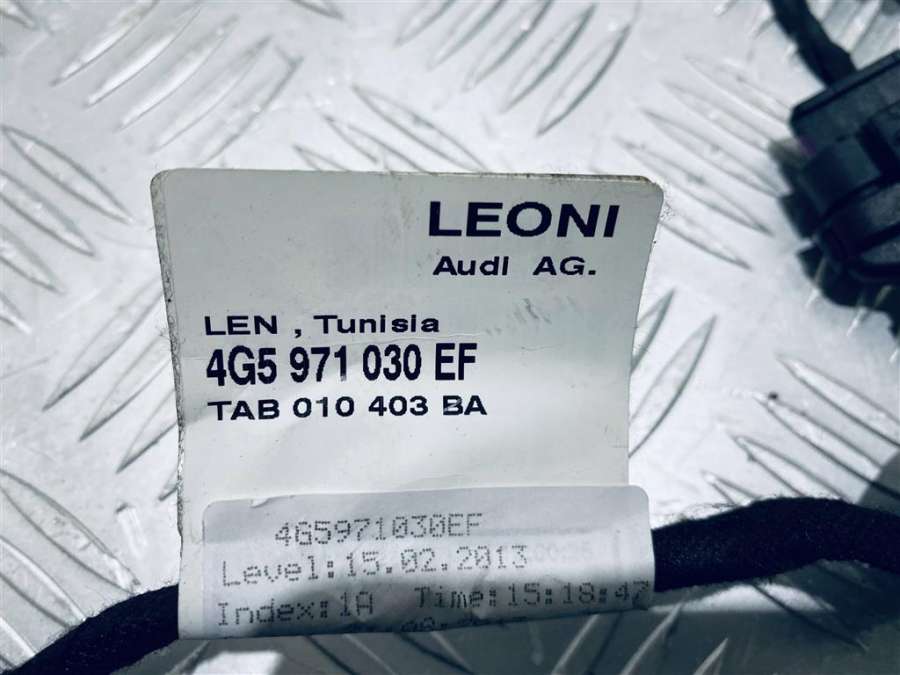 LEONI
Audi AG.
LEN , Tunisia
4G5 971 030 EF
TAB 010 403 BA
4G5971030EF
Level:15.02.2013
Index:1A Time:15:18:47